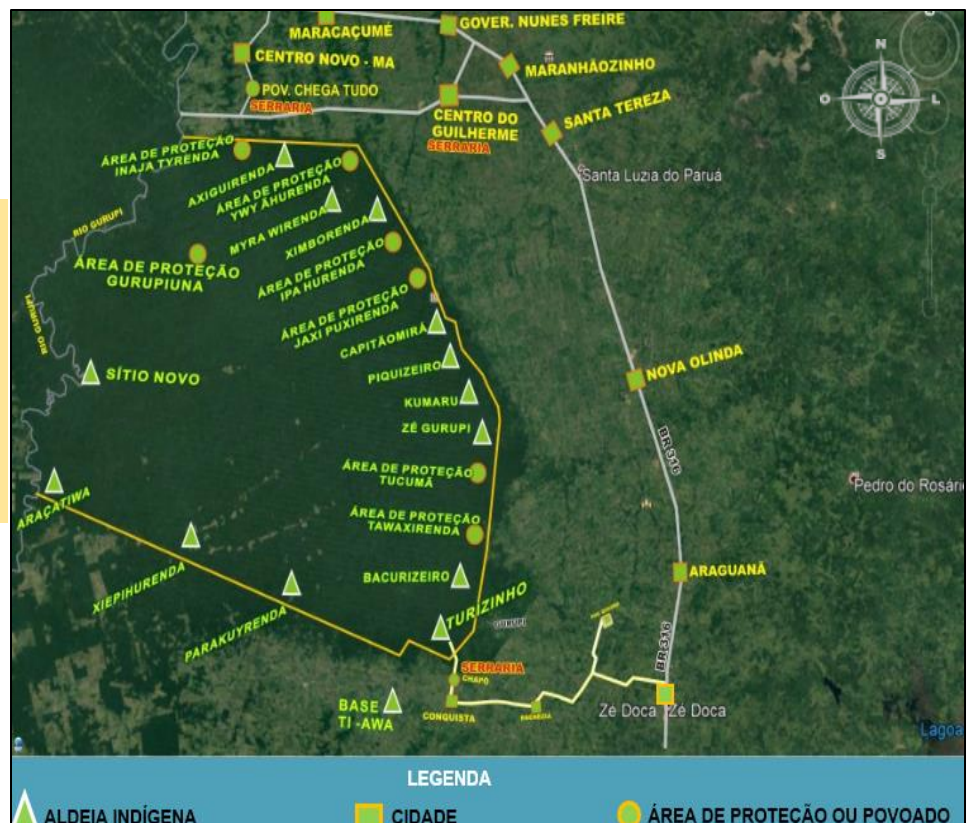 GOVER. NUNES FREIRE
MARACAÇUMÉ
CENTRO NOVO - MA
MARANHÃOZINHO
POV. CHEGA TUDO
SERRARIA
CENTRO DO
GUILHERME
SERRARIA
SANTA TEREZA
N
O
L
S
Santa Luzia do Paruá
ÁREA DE PROTEÇÃO
INAJA TYRENDA
AXIGUIRENDA
ÁREA DE PROTEÇÃO
YWY ÃHURENDA
MYRA WIRENDA
XIMBORENDA
RIO GURUPI
ÁREA DE PROTEÇÃO
GURUPIUNA
ÁREA DE PROTEÇÃO
IPA HURENDA
ÁREA DE PROTEÇÃO
JAXI PUXIRENDA
RIO GURUPI
CAPITÃOMIRÁ
SÍTIO NOVO
PIQUIZEIRO
NOVA OLINDA
KUMARU
ZÉ GURUPI
BR 316
ÁREA DE PROTEÇÃO
TUCUMÃ
Pedro do Rosári
ARAÇATIWA
ÁREA DE PROTEÇÃO
TAWAXIRENDA
XIEPIHURENDA
BACURIZEIRO
ARAGUANÃ
PARAKUYRENDA
TURIZINHO
GURUPI
BR 316
SERRARIA
CHAPO
BASE
TI -AWA
CONQUISTA
Zé Doca
Zé Doca
Lagoa
LEGENDA
ALDEIA INDÍGENA
CIDADE
ÁREA DE PROTEÇÃO OU POVOADO